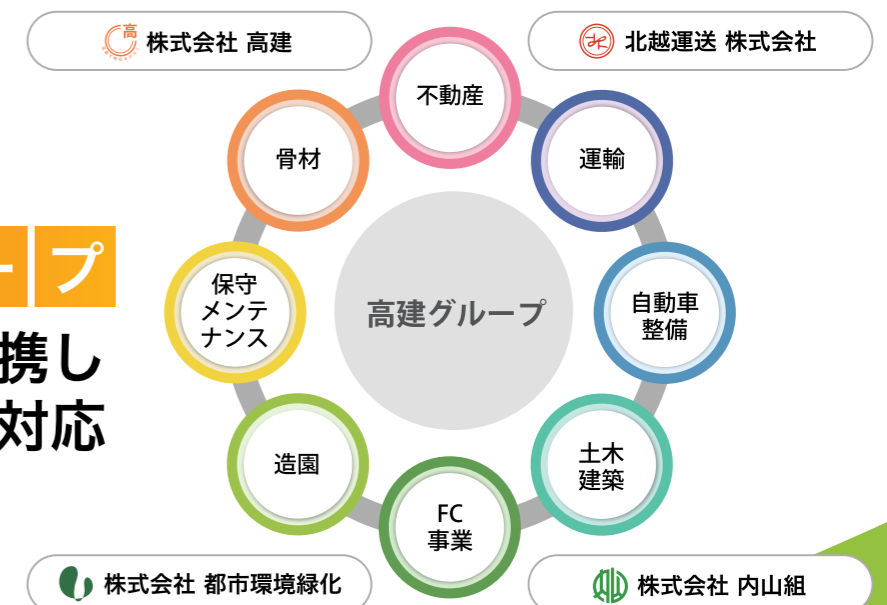 株式会社 高建
北越運送 株式会社
不動産
骨材
運輸
ープ
保守
メンテ
ナンス
高建グループ
自動車
整備
携し
対応
造園
土木
建築
FC
事業
株式会社 都市環境緑化
株式会社 内山組